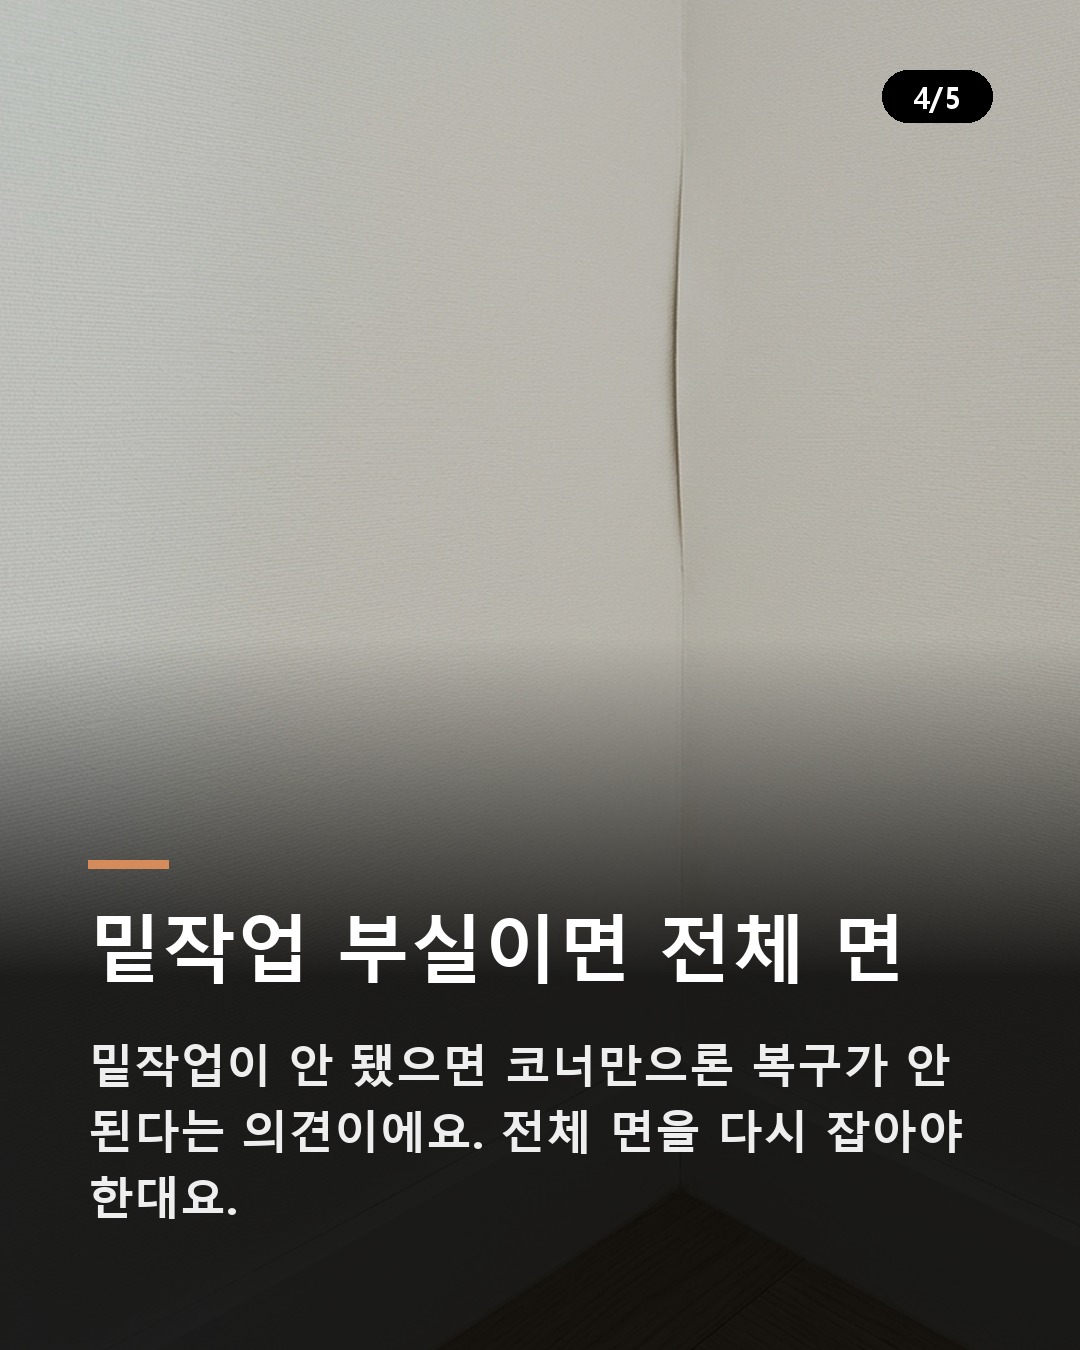 4/5
밑작업 부실이면 전체 면
밑작업이 안 됐으면 코너만으론 복구가 안
된다는 의견이에요. 전체 면을 다시 잡아야
한대요.